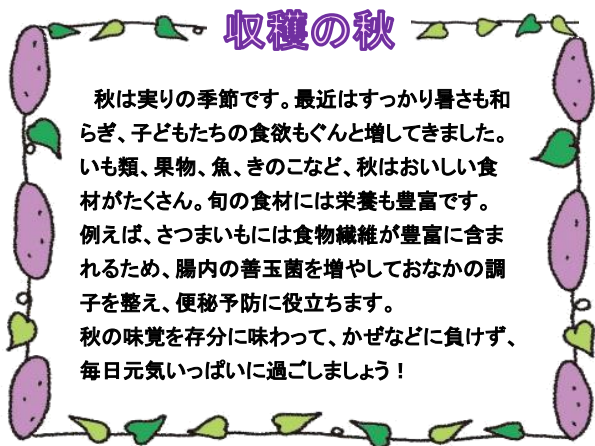 収穫の秋
秋は実りの季節です。最近はすっかり暑さも和
らぎ、子どもたちの食欲もぐんと増してきました。
いも類、果物、魚、きのこなど、秋はおいしい食
材がたくさん。旬の食材には栄養も豊富です。
例えば、さつまいもには食物繊維が豊富に含ま
れるため、腸内の善玉菌を増やしておなかの調
子を整え、便秘予防に役立ちます。
秋の味覚を存分に味わって、かぜなどに負けず、
毎日元気いっぱいに過ごしましょう！